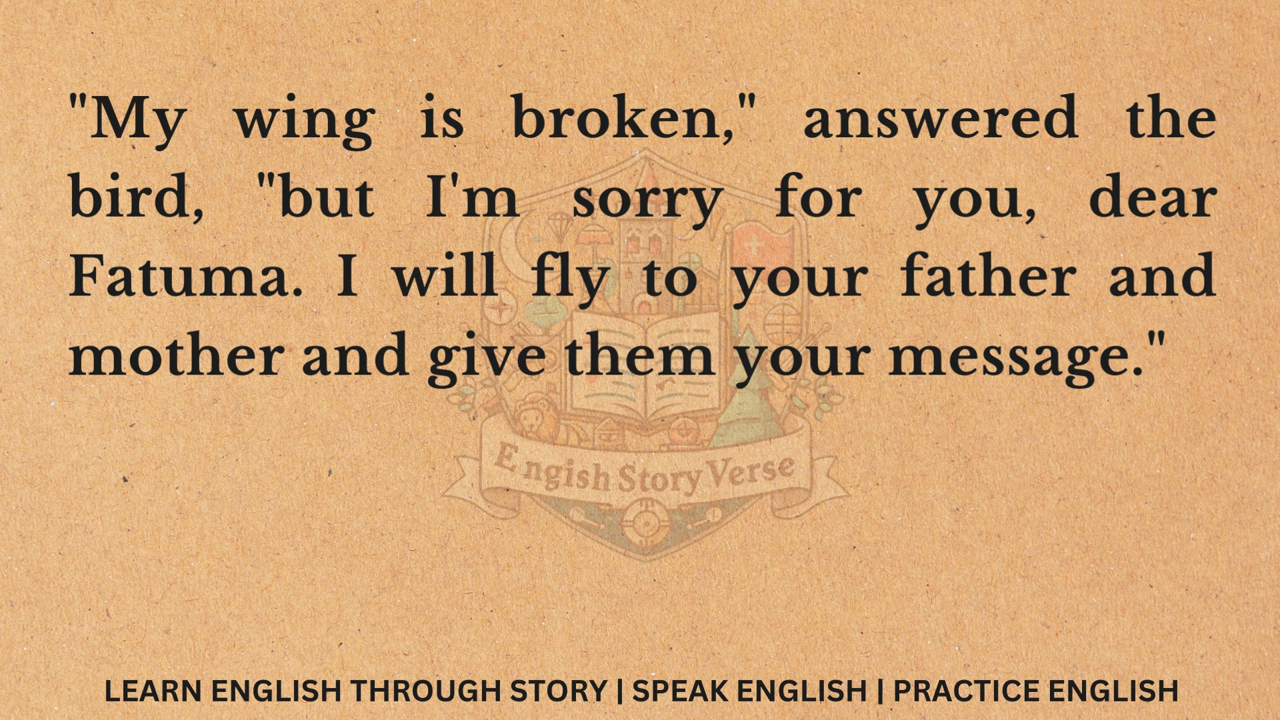 "My wing is broken," answered the
bird, "but I'm sorry for you, dear
Fatuma. I will fly to your father and
mother and give them your message."
Engish Story Verse
LEARN ENGLISH THROUGH STORY | SPEAK ENGLISH | PRACTICE ENGLISH